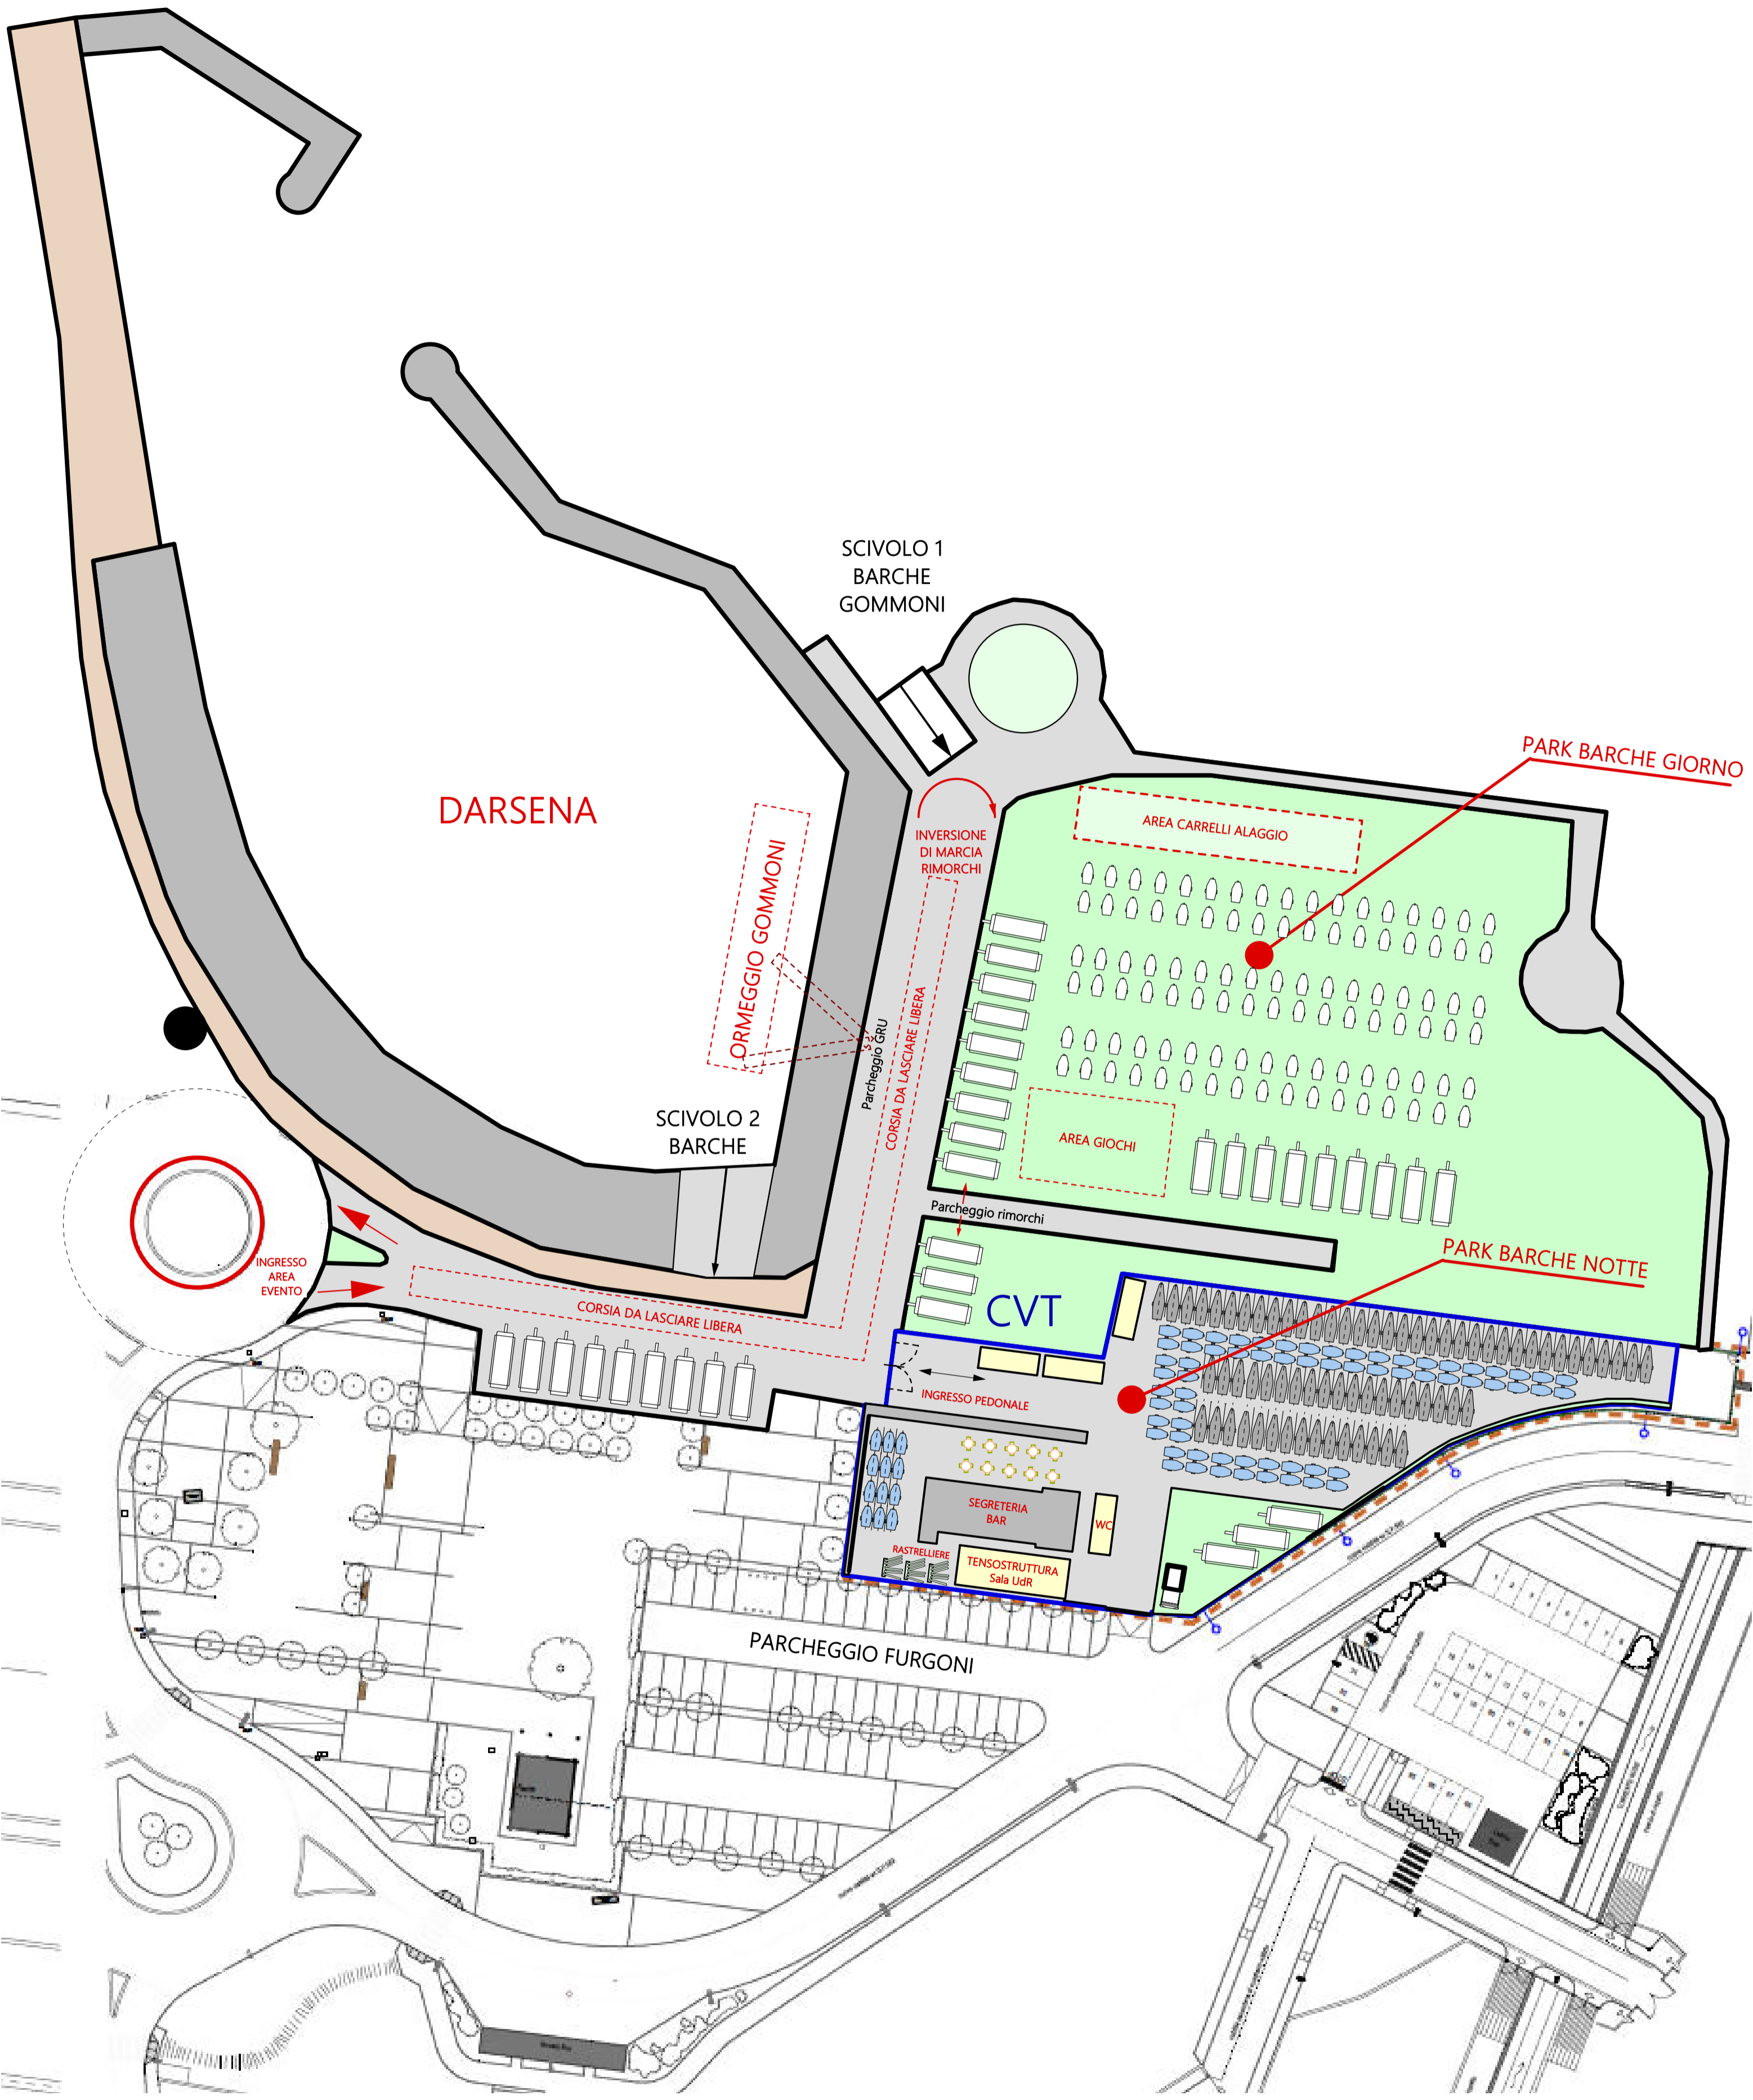 SCIVOLO 1
BARCHE
GOMMONI
PARK BARCHE GIORNO
DARSENA
AREA CARRELLI ALAGGIO
INVERSIONE
DI MARCIA
RIMORCHI
ORMEGGIO GOMMONI
Parcheggio GRU
CORSIA DA LASCIARE LIBERA
SCIVOLO 2
BARCHE
AREA GIOCHI
Parcheggio rimorchi
PARK BARCHE NOTTE
INGRESSO
AREA
EVENTO
CORSIA DA LASCIARE LIBERA
CVT
INGRESSO PEDONALE
SEGRETERIA
BAR
WC
RASTRELLIERE
TENSOSTRUTTURA
Sala UdR
PARCHEGGIO FURGONI